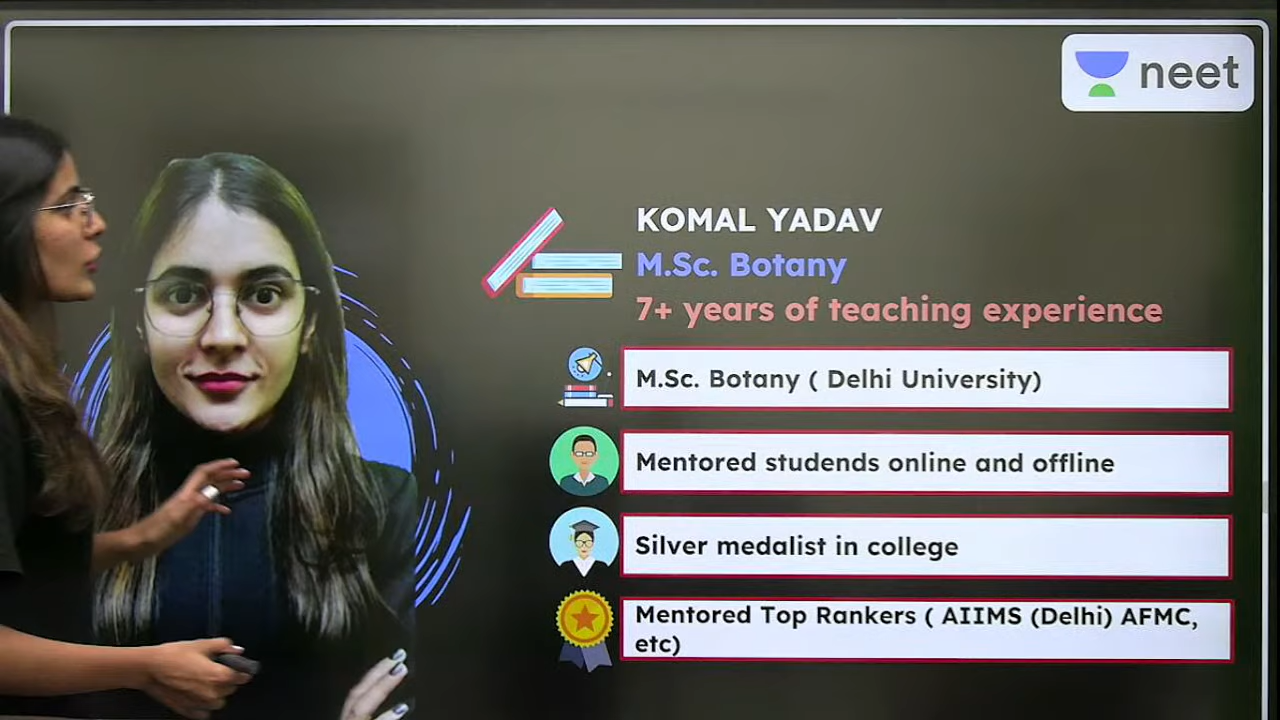 neet
KOMAL YADAV
M.Sc. Botany
7+ years of teaching experience
M.Sc. Botany ( Delhi University)
Mentored studends online and offline
Silver medalist in college
Mentored Top Rankers ( AIIMS (Delhi) AFMC,
etc)